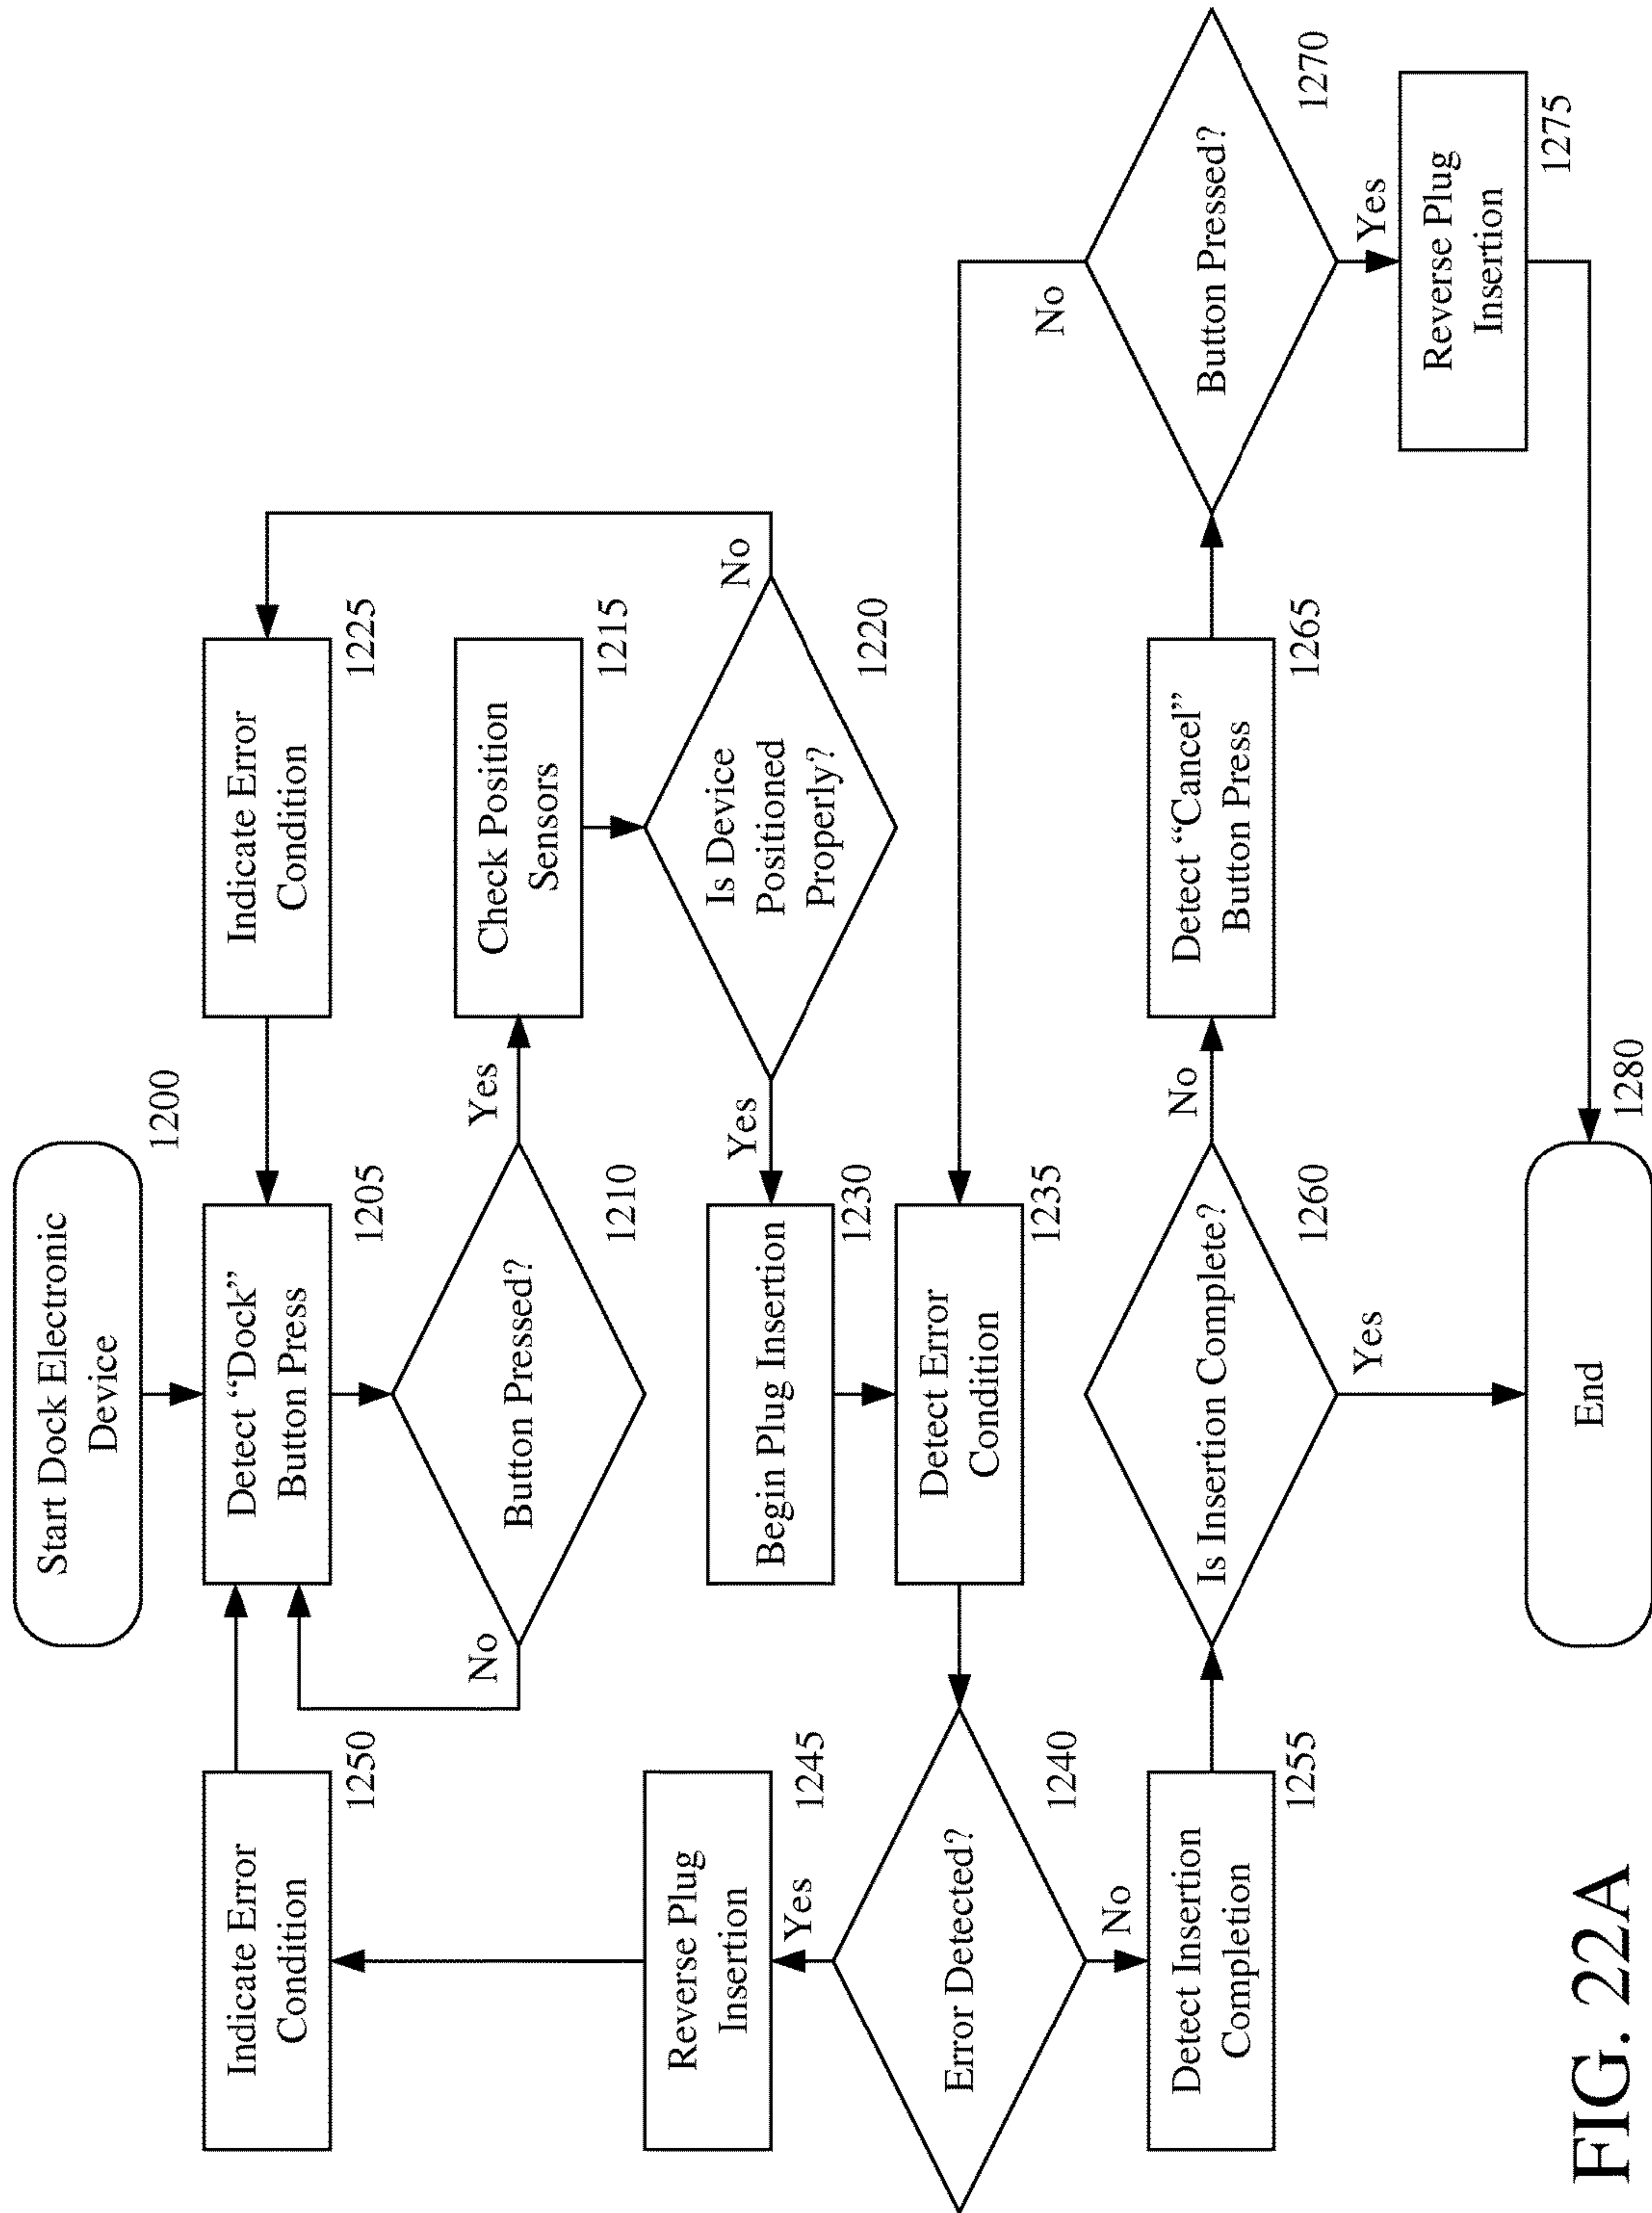 Start Dock Electronic
Device
1200
Detect “Dock”
Button Press
1205
Button Pressed?
1210
No
Yes
Check Position
Sensors
1215
Is Device
Positioned
Properly?
1220
No
Indicate Error
Condition
1225
Yes
Begin Plug Insertion
1230
Detect Error
Condition
1235
Error Detected?
1240
Yes
Reverse Plug
Insertion
1245
Indicate Error
Condition
1250
No
Detect Insertion
Completion
1255
Is Insertion Complete?
1260
No
Detect “Cancel”
Button Press
1265
Button Pressed?
1270
No
Yes
Reverse Plug
Insertion
1275
Yes
End
1280
FIG. 22A